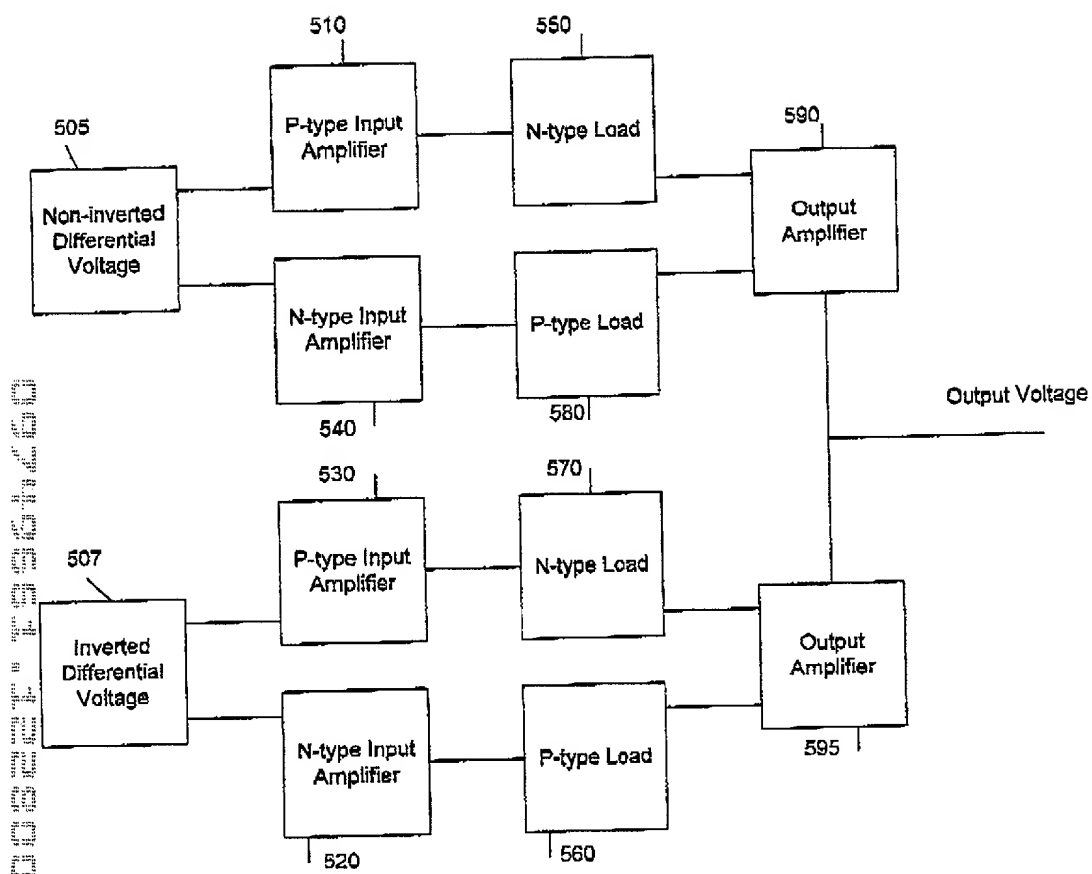 510
550
505
P-type Input
Amplifier
N-type Load
590
Non-inverted
Differential
Voltage
Output
Amplifier
N-type Input
Amplifier
P-type Load
540
580
Output Voltage
530
570
507
P-type Input
Amplifier
N-type Load
Inverted
Differential
Voltage
Output
Amplifier
N-type Input
Amplifier
P-type Load
595
520
560
09749551.122800